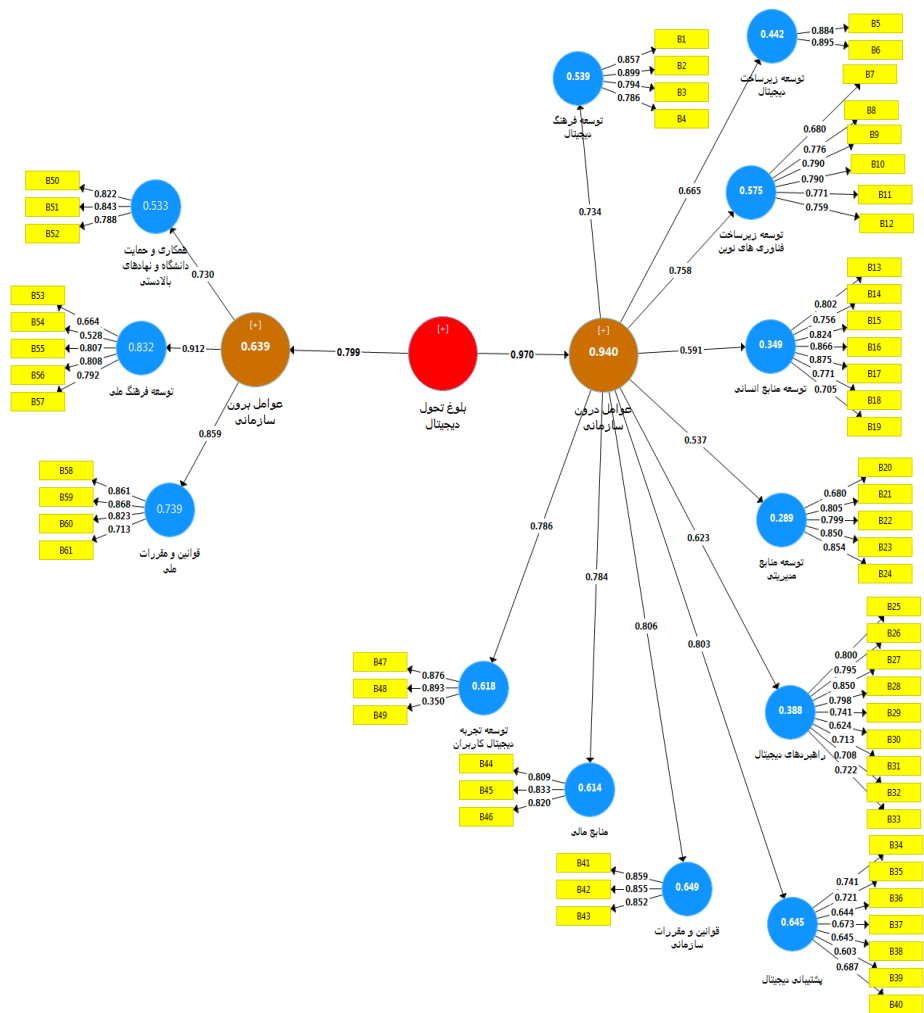 B1
0.857
B2
0.899
B3
0.794
B4
0.786
0.539
توسعه فرهنگ
دیجیتال
0.734
B5
0.884
B6
0.895
0.442
توسعه زیرساخت
دیجیتال
0.665
B7
0.680
B8
0.776
B9
0.790
B10
0.790
B11
0.771
B12
0.759
0.575
توسعه زیرساخت
فناوری های نوین
0.758
B13
0.802
B14
0.756
B15
0.824
B16
0.866
B17
0.875
B18
0.771
B19
0.705
0.349
توسعه منابع انسانی
0.591
B20
0.680
B21
0.805
B22
0.799
B23
0.850
B24
0.854
0.289
توسعه منابع
مدیریتی
0.537
B25
0.800
B26
0.795
B27
0.850
B28
0.798
B29
0.741
B30
0.624
B31
0.713
B32
0.708
B33
0.722
0.388
راهبردهای دیجیتال
0.623
B34
0.741
B35
0.721
B36
0.644
B37
0.673
B38
0.645
B39
0.603
B40
0.687
0.645
پشتیبانی دیجیتال
0.803
B41
0.859
B42
0.855
B43
0.852
0.649
قوانین و مقررات
سازمانی
0.806
B44
0.809
B45
0.833
B46
0.820
0.614
منابع مالی
0.784
B47
0.876
B48
0.893
B49
0.350
0.618
توسعه تجربه
دیجیتال کاربران
0.786
[+]
0.940
عوامل درون
سازمانی
0.970
[+]
بلوغ تحول
دیجیتال
0.799
[+]
0.639
عوامل برون
سازمانی
B50
0.822
B51
0.843
B52
0.788
0.533
همکاری و حمایت
دانشگاه و نهادهای
بالادستی
0.730
B53
0.664
B54
0.528
B55
0.807
B56
0.808
B57
0.792
0.832
توسعه فرهنگ ملی
0.912
B58
0.861
B59
0.868
B60
0.823
B61
0.713
0.739
قوانین و مقررات
ملی
0.859